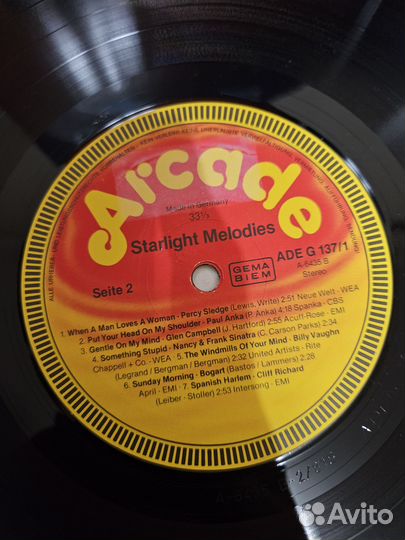 Arcade
Made in Germany
33⅓
Starlight Melodies
Seite 2
GEMA
BIEM
ADE G 137/1
A-6435 B
Stereo
1. When A Man Loves A Woman · Percy Sledge (Lewis, Write) 2:51 Neue Welt · WEA
2. Put Your Head On My Shoulder · Paul Anka (P. Anka) 4:18 Spanka · CBS
3. Gentle On My Mind · Glen Campbell (J. Hartford) 2:55 Acuff-Rose · EMI
4. Something Stupid · Nancy & Frank Sinatra (C. Carson Parks) 2:34
Chappell + Co. · WEA 5. The Windmills Of Your Mind · Billy Vaughn
(Legrand / Bergman / Bergman) 2:32 United Artists · Rite
6. Sunday Morning · Bogart (Bastos / Lammers) 2:28
April · EMI · 7. Spanish Harlem · Cliff Richard
(Leiber · Stoller) 2:53 Intersong · EMI
Avito